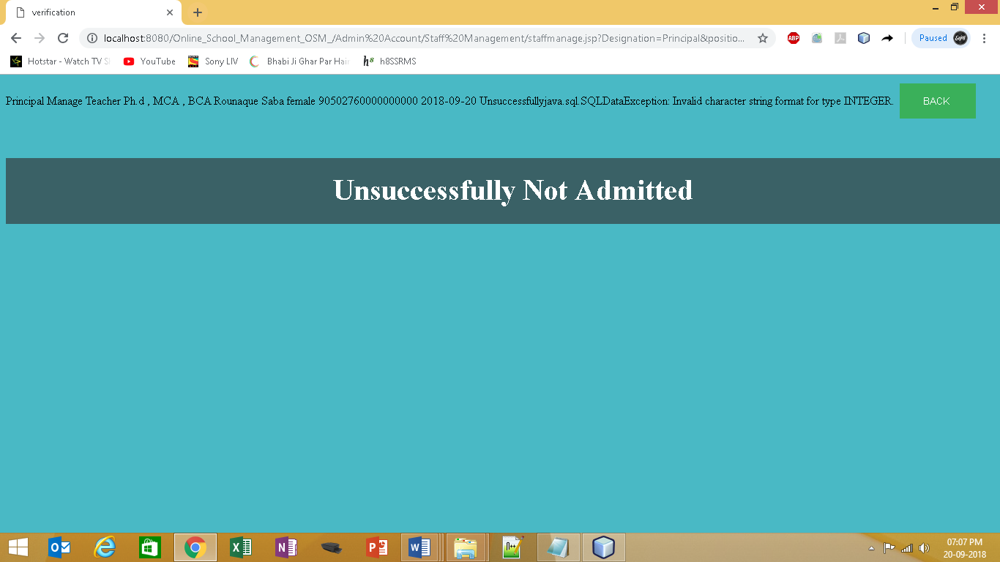 verification
localhost:8080/Online_School_Management_OSM_/Admin%20Account/Staff%20Management/staffmanage.jsp?Designation=Principal&positio...
ABP
Paused
Hotstar - Watch TV S
YouTube
Sony LIV
Bhabi Ji Ghar Par Hain
h8 h8SSRMS
Principal Manage Teacher Ph.d , MCA , BCA Rounaque Saba female 90502760000000000 2018-09-20 Unsuccessfullyjava.sql.SQLDataException: Invalid character string format for type INTEGER.
BACK
Unsuccessfully Not Admitted
07:07 PM
20-09-2018